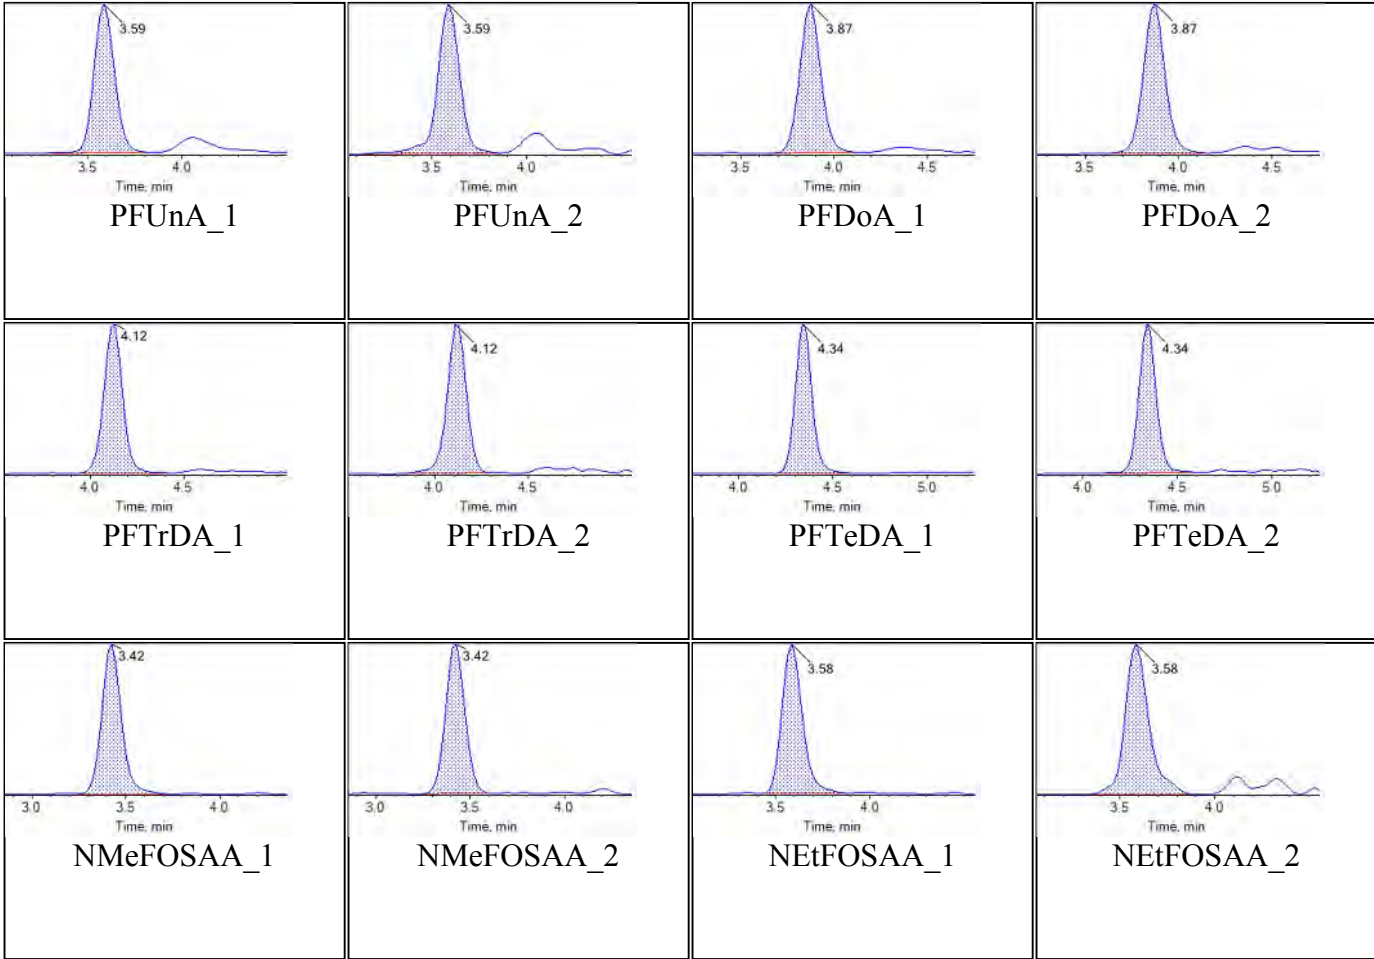 3.59
3.5 4.0
Time, min
PFUnA_1
3.59
3.5 4.0
Time, min
PFUnA_2
3.87
3.5 4.0 4.5
Time, min
PFDoA_1
3.87
3.5 4.0 4.5
Time, min
PFDoA_2
4.12
4.0 4.5
Time, min
PFTrDA_1
4.12
4.0 4.5
Time, min
PFTrDA_2
4.34
4.0 4.5 5.0
Time, min
PFTeDA_1
4.34
4.0 4.5 5.0
Time, min
PFTeDA_2
3.42
3.0 3.5 4.0
Time, min
NMeFOSAA_1
3.42
3.0 3.5 4.0
Time, min
NMeFOSAA_2
3.58
3.5 4.0
Time, min
NEtFOSAA_1
3.58
3.5 4.0
Time, min
NEtFOSAA_2